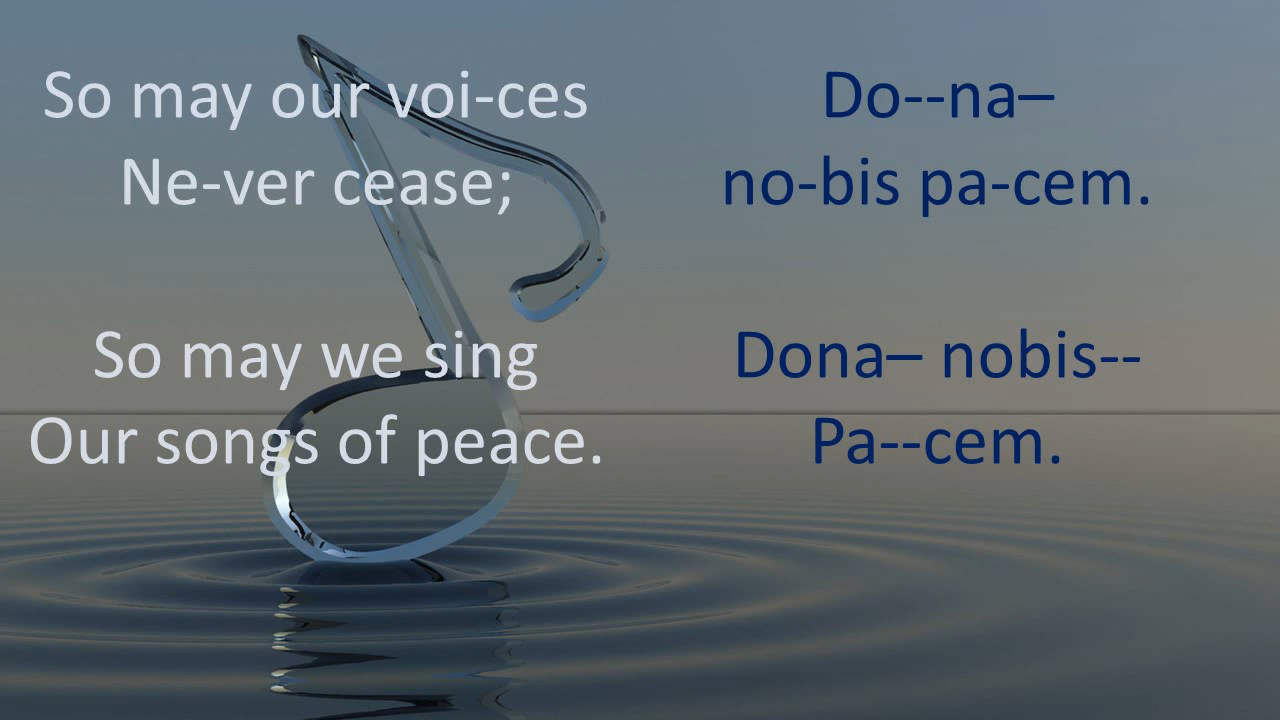 So may our voi-ces
Ne-ver cease;
So may we sing
Our songs of peace.
Do--na–
no-bis pa-cem.
Dona– nobis--
Pa--cem.